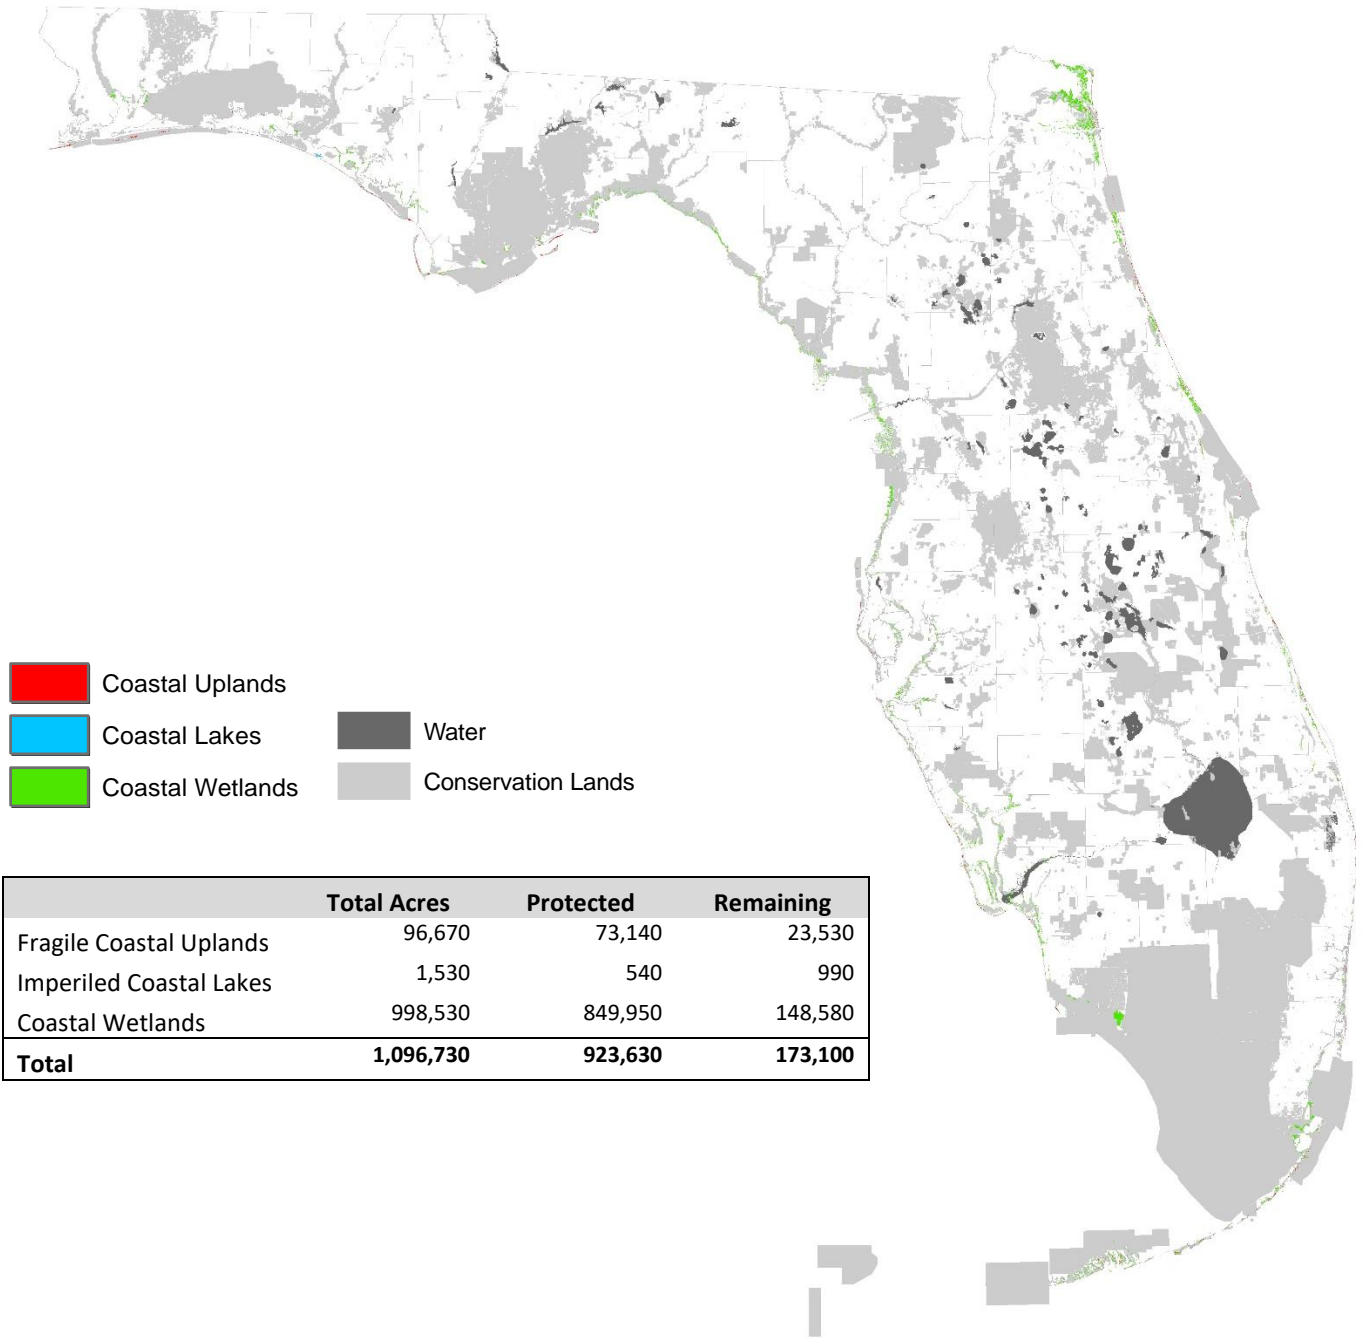 Coastal Uplands
Coastal Lakes
Coastal Wetlands
Water
Conservation Lands
Total Acres Protected Remaining
Fragile Coastal Uplands 96,670 73,140 23,530
Imperiled Coastal Lakes 1,530 540 990
Coastal Wetlands 998,530 849,950 148,580
Total 1,096,730 923,630 173,100